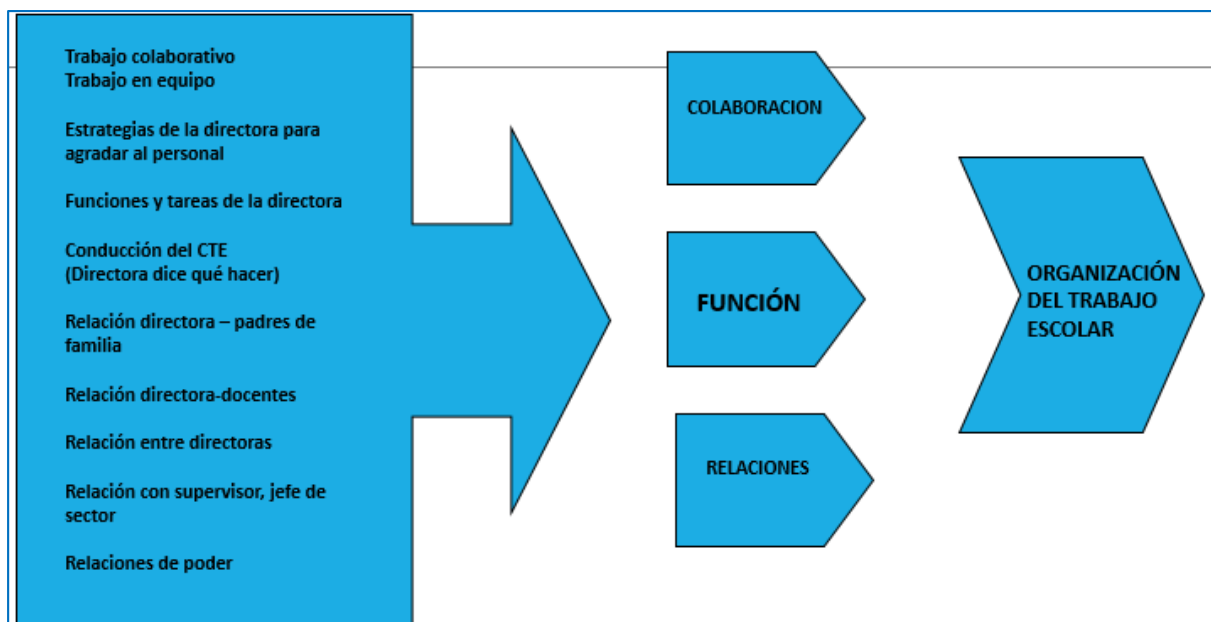 Trabajo colaborativo
Trabajo en equipo
Estrategias de la directora para
agradar al personal
Funciones y tareas de la directora
Conducción del CTE
(Directora dice qué hacer)
Relación directora – padres de
familia
Relación directora-docentes
Relación entre directoras
Relación con supervisor, jefe de
sector
Relaciones de poder
COLABORACION
FUNCIÓN
RELACIONES
ORGANIZACIÓN
DEL TRABAJO
ESCOLAR